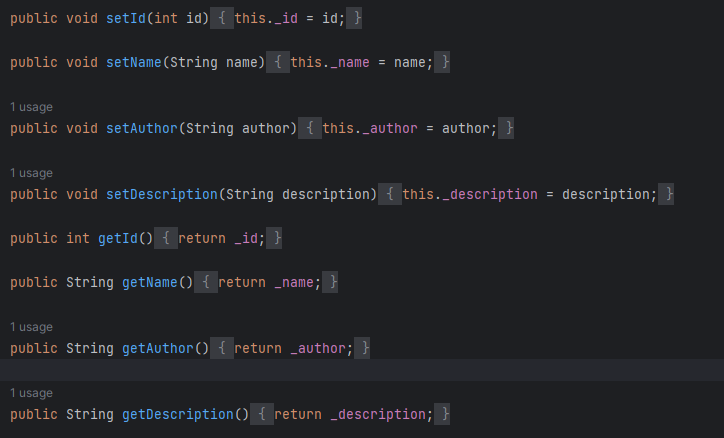 public void setId(int id) { this._id = id; }
public void setName(String name) { this._name = name; }
1 usage
public void setAuthor(String author) { this._author = author; }
1 usage
public void setDescription(String description) { this._description = description; }
public int getId() { return _id; }
public String getName() { return _name; }
1 usage
public String getAuthor() { return _author; }
1 usage
public String getDescription() { return _description; }